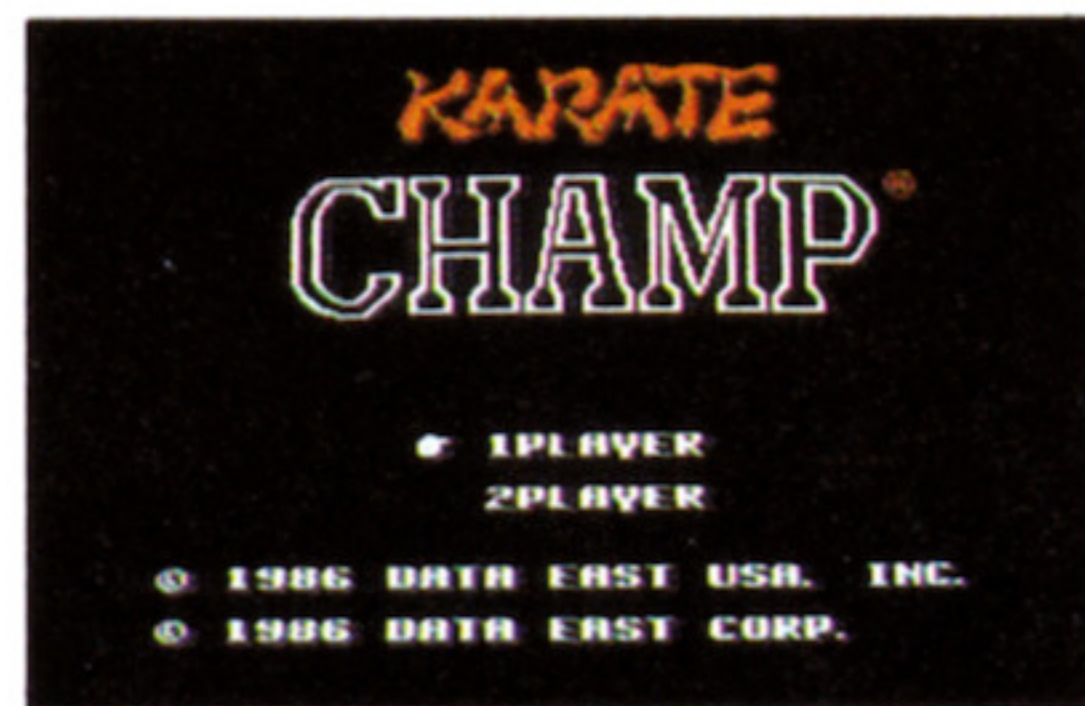 KARATE
CHAMP®
1PLAYER
2PLAYER
© 1986 DATA EAST USA. INC.
© 1986 DATA EAST CORP.